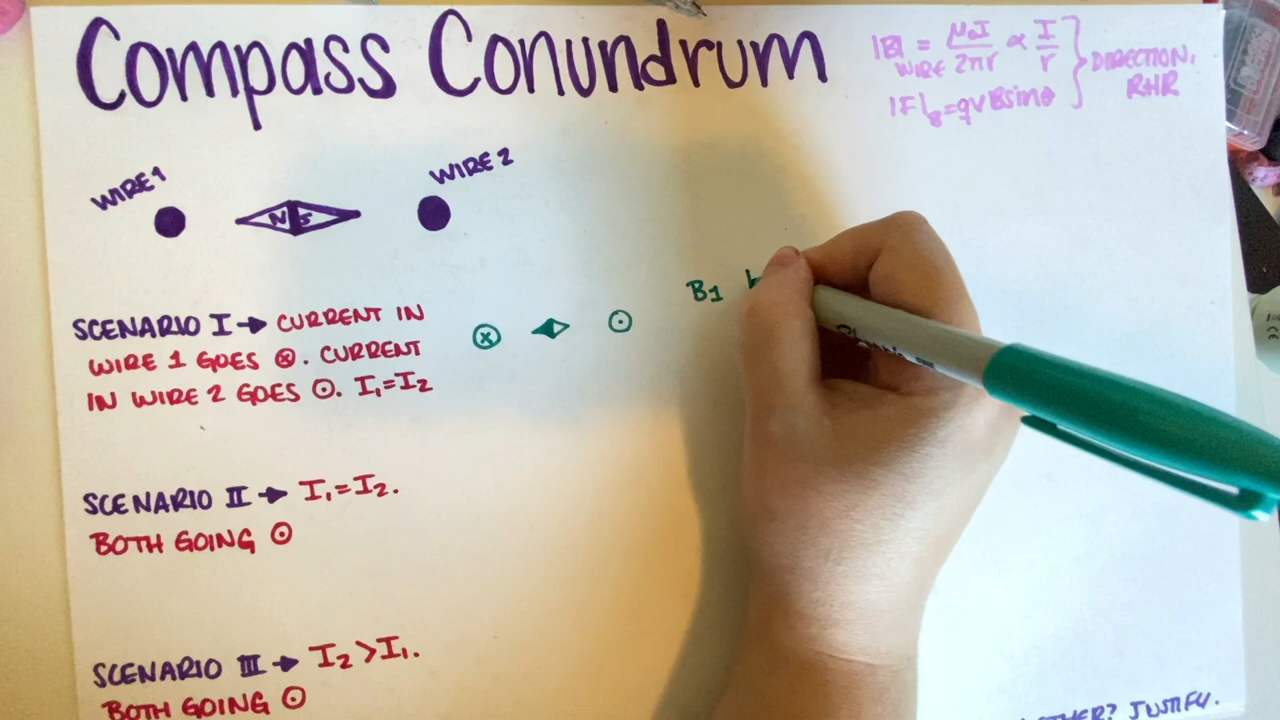 Compass Conundrum
|B| = μ₀I / 2πr ∝ I / r
WIRE
|F|B = qvBsinθ
DIRECTION,
RHR
WIRE 1
WIRE 2
N S
SCENARIO I → CURRENT IN
WIRE 1 GOES ⊗. CURRENT
IN WIRE 2 GOES ⊙. I₁=I₂
B1
SCENARIO II → I₁=I₂.
BOTH GOING ⊙
SCENARIO III → I₂>I₁.
BOTH GOING ⊙
JUSTIFY.